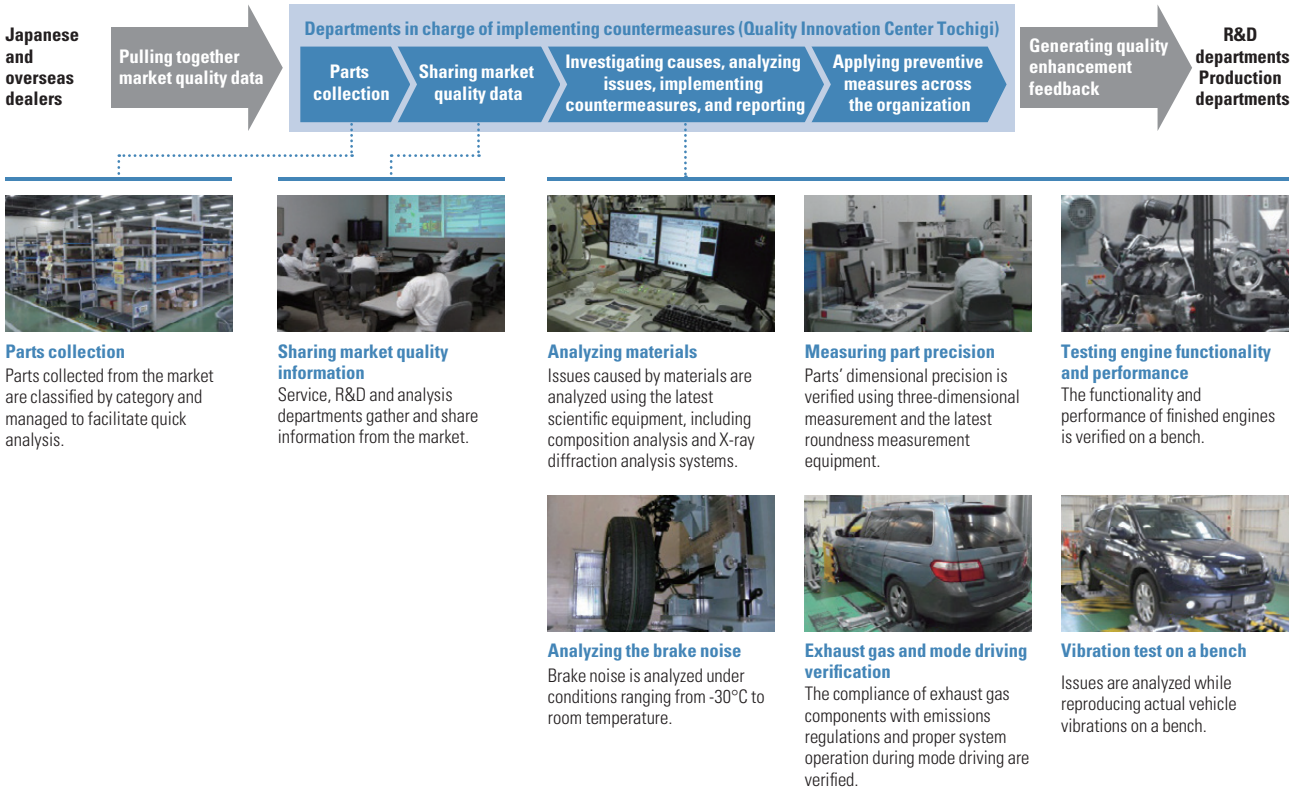 Japanese
and
overseas
dealers
Pulling together
market quality data
Departments in charge of implementing countermeasures (Quality Innovation Center Tochigi)
Parts
collection
Sharing market
quality data
Investigating causes, analyzing
issues, implementing
countermeasures, and reporting
Applying preventive
measures across
the organization
Generating quality
enhancement
feedback
R&D
departments
Production
departments
Parts collection
Parts collected from the market
are classified by category and
managed to facilitate quick
analysis.
Sharing market quality
information
Service, R&D and analysis
departments gather and share
information from the market.
Analyzing materials
Issues caused by materials are
analyzed using the latest
scientific equipment, including
composition analysis and X-ray
diffraction analysis systems.
Measuring part precision
Parts' dimensional precision is
verified using three-dimensional
measurement and the latest
roundness measurement
equipment.
Testing engine functionality
and performance
The functionality and
performance of finished engines
is verified on a bench.
Analyzing the brake noise
Brake noise is analyzed under
conditions ranging from -30°C to
room temperature.
Exhaust gas and mode driving
verification
The compliance of exhaust gas
components with emissions
regulations and proper system
operation during mode driving are
verified.
Vibration test on a bench
Issues are analyzed while
reproducing actual vehicle
vibrations on a bench.